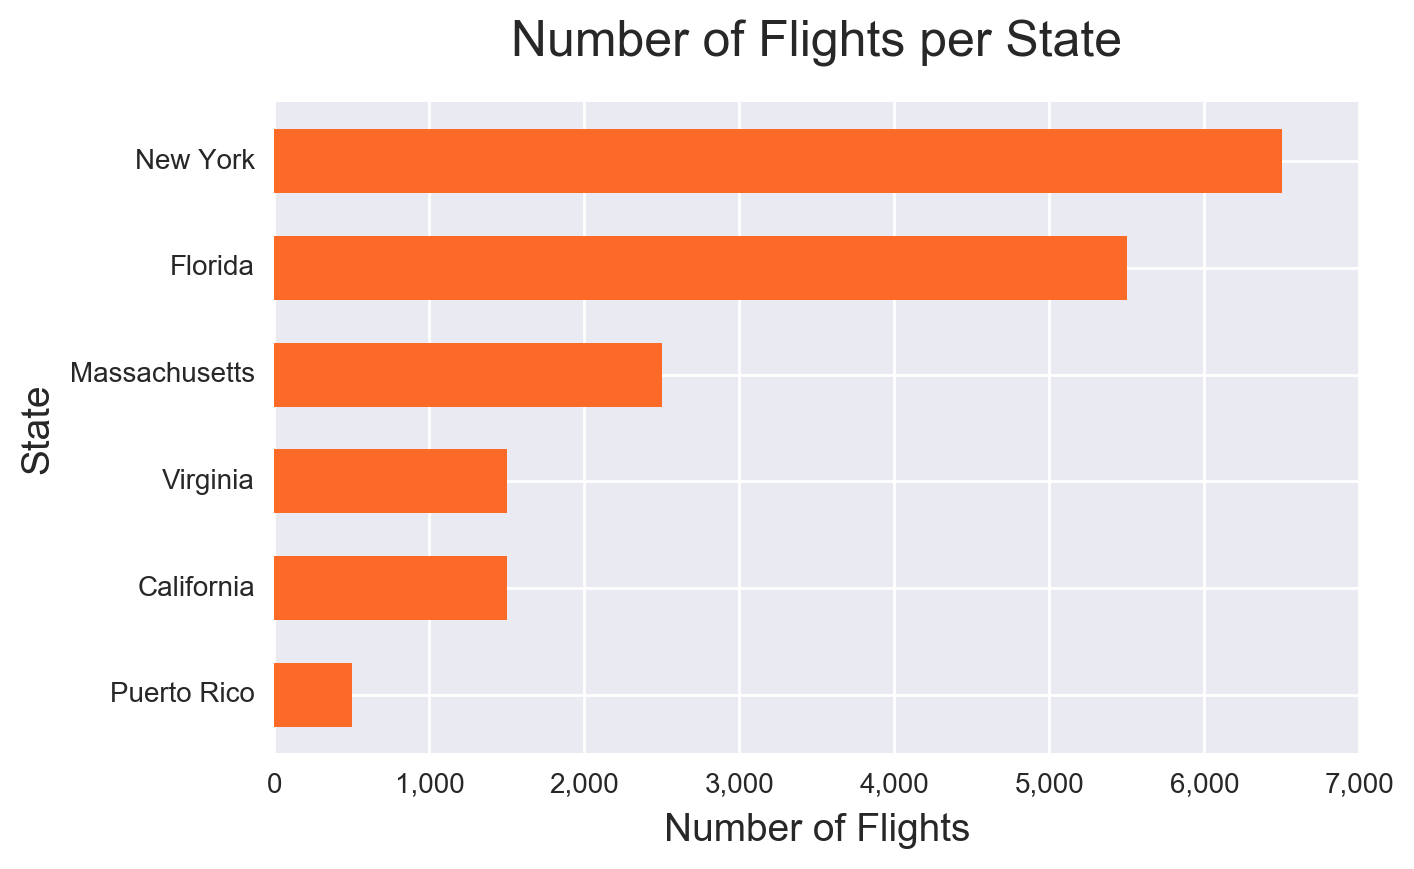 Number of Flights per State
New York
Florida
Massachusetts
Virginia
California
Puerto Rico
State
0 1,000 2,000 3,000 4,000 5,000 6,000 7,000
Number of Flights